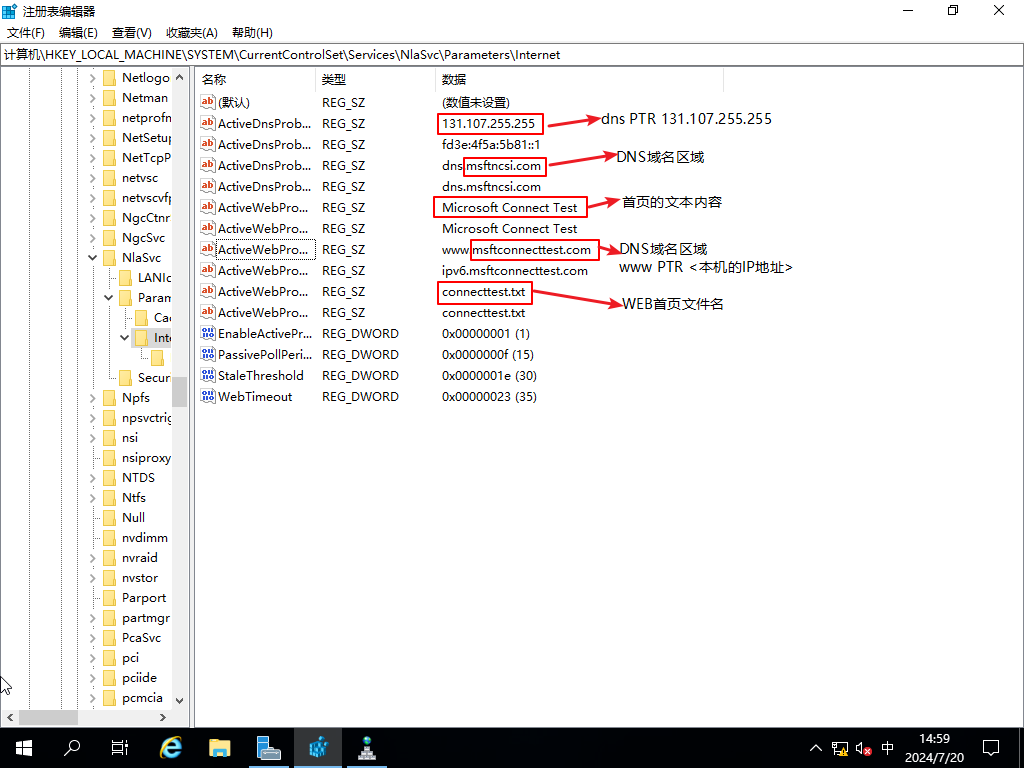 注册表编辑器
文件(F) 编辑(E) 查看(V) 收藏夹(A) 帮助(H)
计算机\HKEY_LOCAL_MACHINE\SYSTEM\CurrentControlSet\Services\NlaSvc\Parameters\Internet
Netlogo
Netman
netprofn
NetSetup
NetTcpP
netvsc
netvscvfp
NgcCtnr
NgcSvc
NlaSvc
LANIc
Param
Cac
Inte
Securi
Npfs
npsvctrig
nsi
nsiproxy
NTDS
Ntfs
Null
nvdimm
nvraid
nvstor
Parport
partmgr
PcaSvc
pci
pciide
pcmcia
名称 类型 数据
(默认) REG_SZ (数值未设置)
ActiveDnsProb... REG_SZ 131.107.255.255 dns PTR 131.107.255.255
ActiveDnsProb... REG_SZ fd3e:4f5a:5b81::1
ActiveDnsProb... REG_SZ dns.msftncsi.com DNS域名区域
ActiveDnsProb... REG_SZ dns.msftncsi.com
ActiveWebPro... REG_SZ Microsoft Connect Test 首页的文本内容
ActiveWebPro... REG_SZ Microsoft Connect Test
ActiveWebPro... REG_SZ www.msftconnecttest.com DNS域名区域
www PTR <本机的IP地址>
ActiveWebPro... REG_SZ ipv6.msftconnecttest.com
ActiveWebPro... REG_SZ connecttest.txt WEB首页文件名
ActiveWebPro... REG_SZ connecttest.txt
EnableActivePr... REG_DWORD 0x00000001 (1)
PassivePollPeri... REG_DWORD 0x0000000f (15)
StaleThreshold REG_DWORD 0x0000001e (30)
WebTimeout REG_DWORD 0x00000023 (35)
中
14:59
2024/7/20